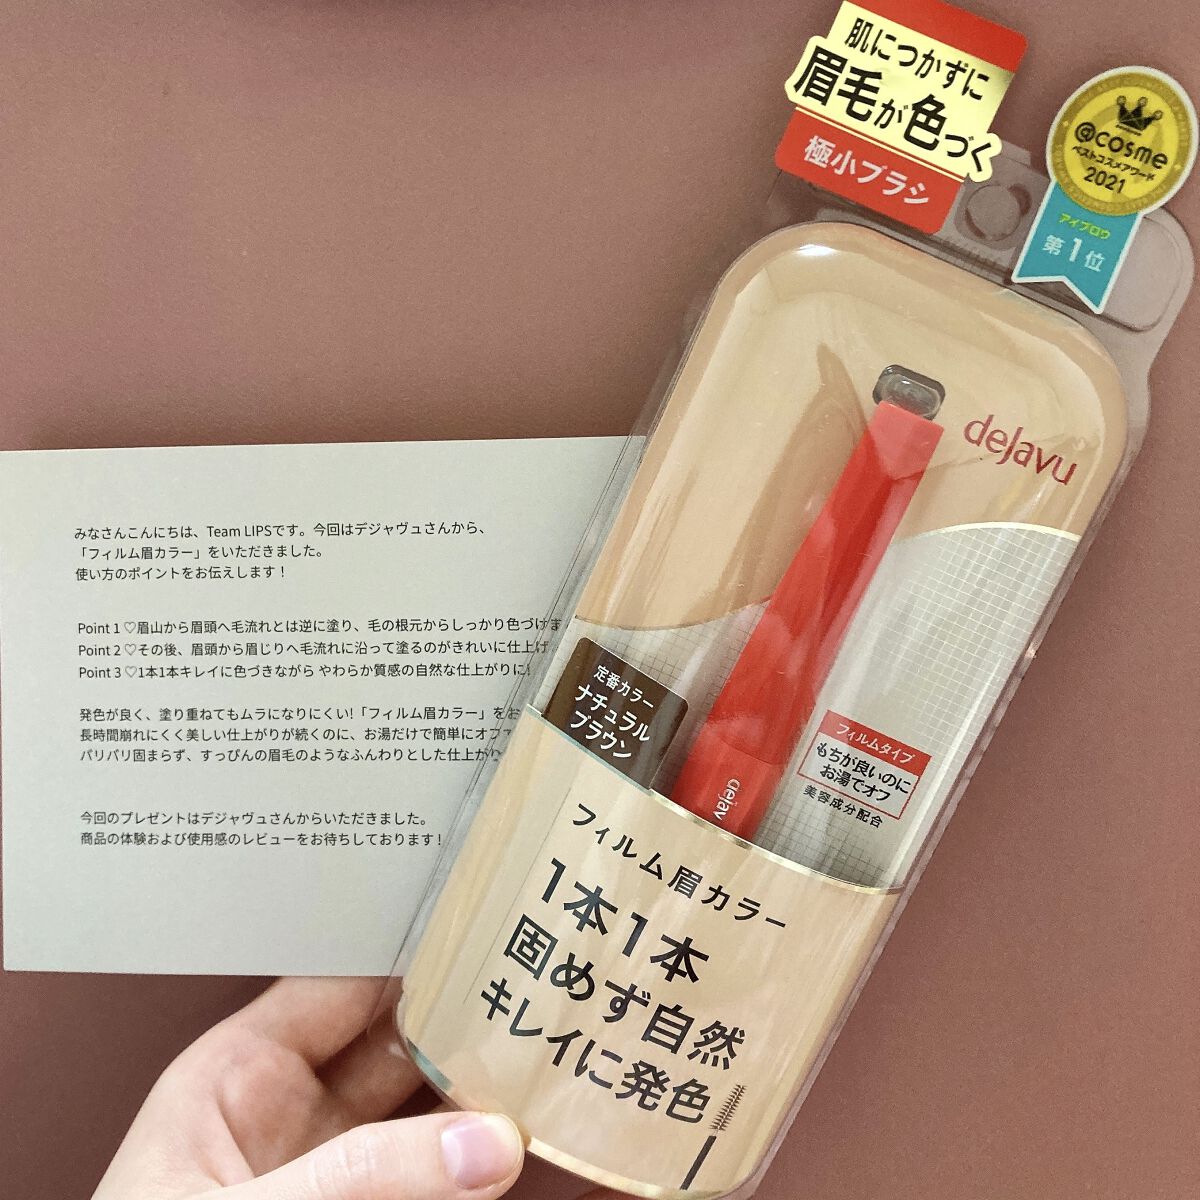 肌につかずに
眉毛が色づく
極小ブラシ
@cosme
ベストコスメアワード
2021
アイブロウ
第1位
dejavu
みなさんこんにちは、Team LIPSです。今回はデジャヴュさんから、
「フィルム眉カラー」をいただきました。
使い方のポイントをお伝えします！
Point 1 ♡眉山から眉頭へ毛流れとは逆に塗り、毛の根元からしっかり色づけま
Point 2 ♡その後、眉頭から眉じりへ毛流れに沿って塗るのがきれいに仕上げ
Point 3 ♡1本1本キレイに色づきながら やわらか質感の自然な仕上がりに!
発色が良く、塗り重ねてもムラになりにくい!「フィルム眉カラー」をお
長時間崩れにくく美しい仕上がりが続くのに、お湯だけで簡単にオフ
バリバリ固まらず、すっぴんの眉毛のようなふんわりとした仕上が
今回のプレゼントはデジャヴュさんからいただきました。
商品の体験および使用感のレビューをお待ちしております！
定番カラー
ナチュラル
ブラウン
フィルムタイプ
もちが良いのに
お湯でオフ
美容成分配合
dejav
フィルム眉カラー
1本1本
固めず自然
キレイに発色